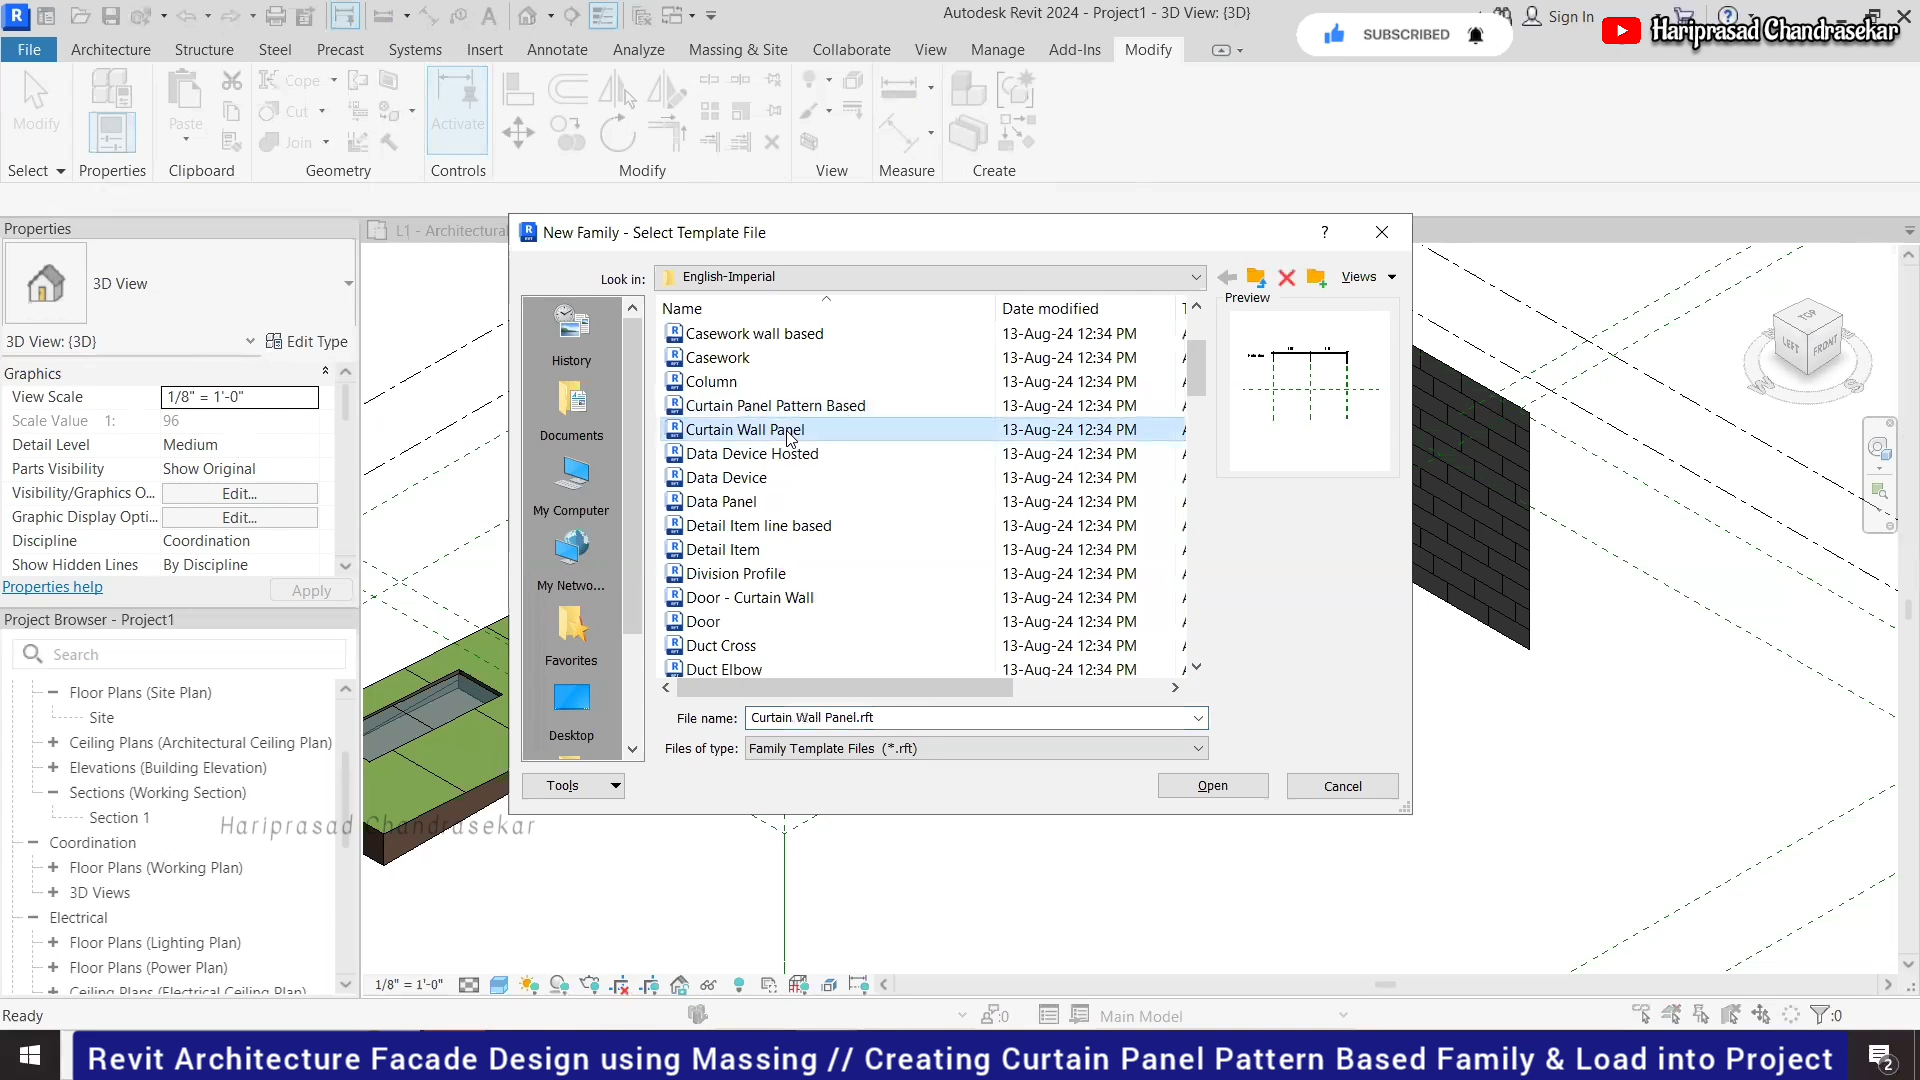 Autodesk Revit 2024 - Project1 - 3D View: {3D}
Sign In
SUBSCRIBED
Hariprasad Chandrasekar
File Architecture Structure Steel Precast Systems Insert Annotate Analyze Massing & Site Collaborate View Manage Add-Ins Modify
Modify
Paste
Cope
Cut
Join
Activate
Select Properties Clipboard Geometry Controls Modify View Measure Create
Properties
3D View
3D View: {3D}
Edit Type
Graphics
View Scale 1/8" = 1'-0"
Scale Value 1: 96
Detail Level Medium
Parts Visibility Show Original
Visibility/Graphics O... Edit...
Graphic Display Opti... Edit...
Discipline Coordination
Show Hidden Lines By Discipline
Properties help
Apply
Project Browser - Project1
Search
Floor Plans (Site Plan)
Site
Ceiling Plans (Architectural Ceiling Plan)
Elevations (Building Elevation)
Sections (Working Section)
Section 1
Coordination
Floor Plans (Working Plan)
3D Views
Electrical
Floor Plans (Lighting Plan)
Floor Plans (Power Plan)
Ceiling Plans (Electrical Ceiling Plan)
L1 - Architectural
New Family - Select Template File
Look in: English-Imperial
Views
Preview
History
Documents
My Computer
My Netwo...
Favorites
Desktop
Name Date modified
Casework wall based 13-Aug-24 12:34 PM
Casework 13-Aug-24 12:34 PM
Column 13-Aug-24 12:34 PM
Curtain Panel Pattern Based 13-Aug-24 12:34 PM
Curtain Wall Panel 13-Aug-24 12:34 PM
Data Device Hosted 13-Aug-24 12:34 PM
Data Device 13-Aug-24 12:34 PM
Data Panel 13-Aug-24 12:34 PM
Detail Item line based 13-Aug-24 12:34 PM
Detail Item 13-Aug-24 12:34 PM
Division Profile 13-Aug-24 12:34 PM
Door - Curtain Wall 13-Aug-24 12:34 PM
Door 13-Aug-24 12:34 PM
Duct Cross 13-Aug-24 12:34 PM
Duct Elbow 13-Aug-24 12:34 PM
File name: Curtain Wall Panel.rft
Files of type: Family Template Files (*.rft)
Tools
Open
Cancel
TOP
LEFT
FRONT
W
S
Hariprasad Chandrasekar
1/8" = 1'-0"
Ready
:0
Main Model
:0
Revit Architecture Facade Design using Massing // Creating Curtain Panel Pattern Based Family & Load into Project
2